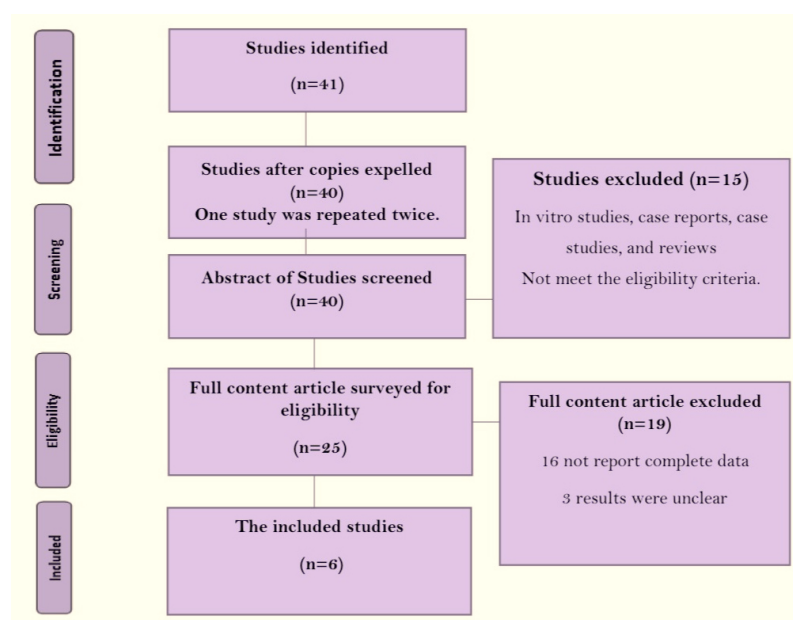 Identification
Studies identified
(n=41)
Studies after copies expelled
(n=40)
One study was repeated twice.
Studies excluded (n=15)
In vitro studies, case reports, case
studies, and reviews
Not meet the eligibility criteria.
Screening
Abstract of Studies screened
(n=40)
Eligibility
Full content article surveyed for
eligibility
(n=25)
Full content article excluded
(n=19)
16 not report complete data
3 results were unclear
Included
The included studies
(n=6)